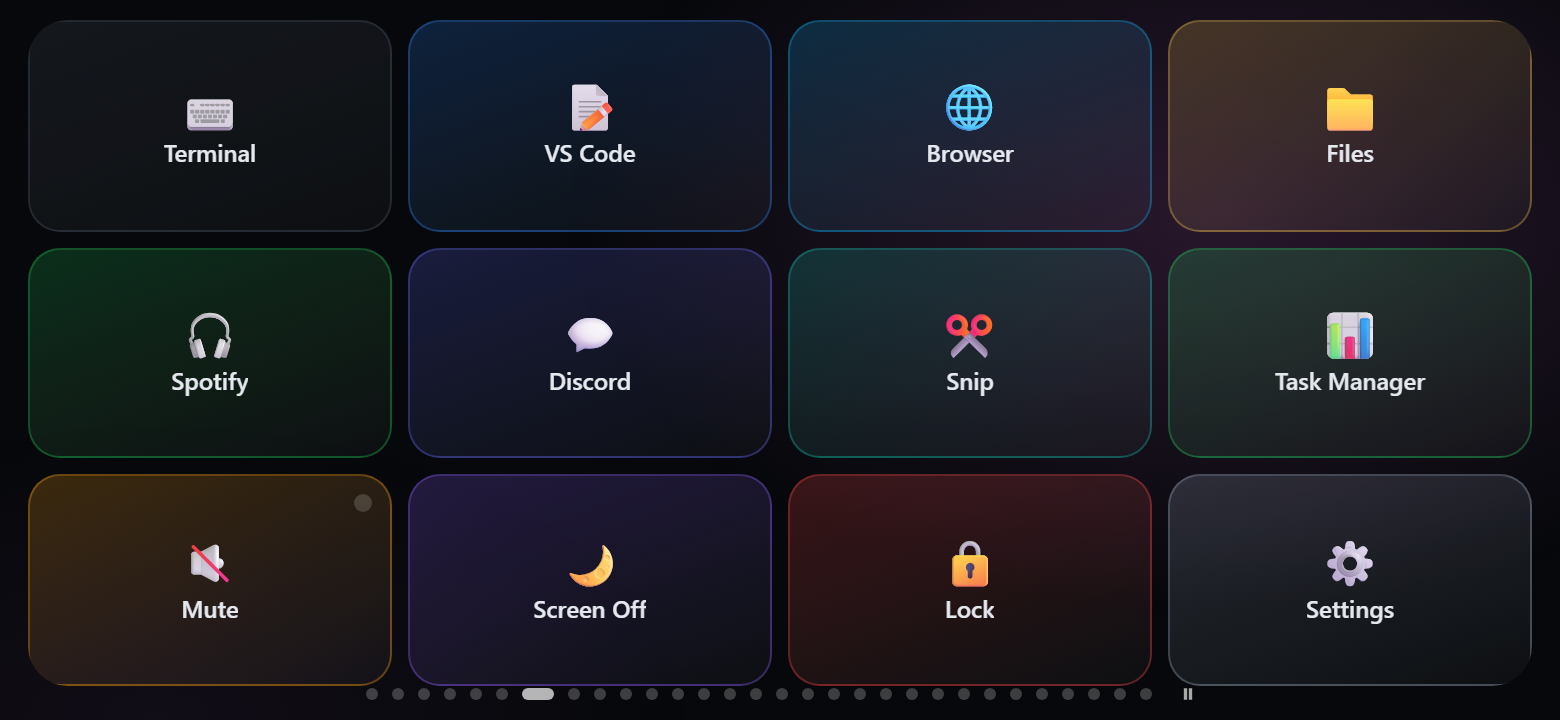 Terminal
VS Code
Browser
Files
Spotify
Discord
Snip
Task Manager
Mute
Screen Off
Lock
Settings